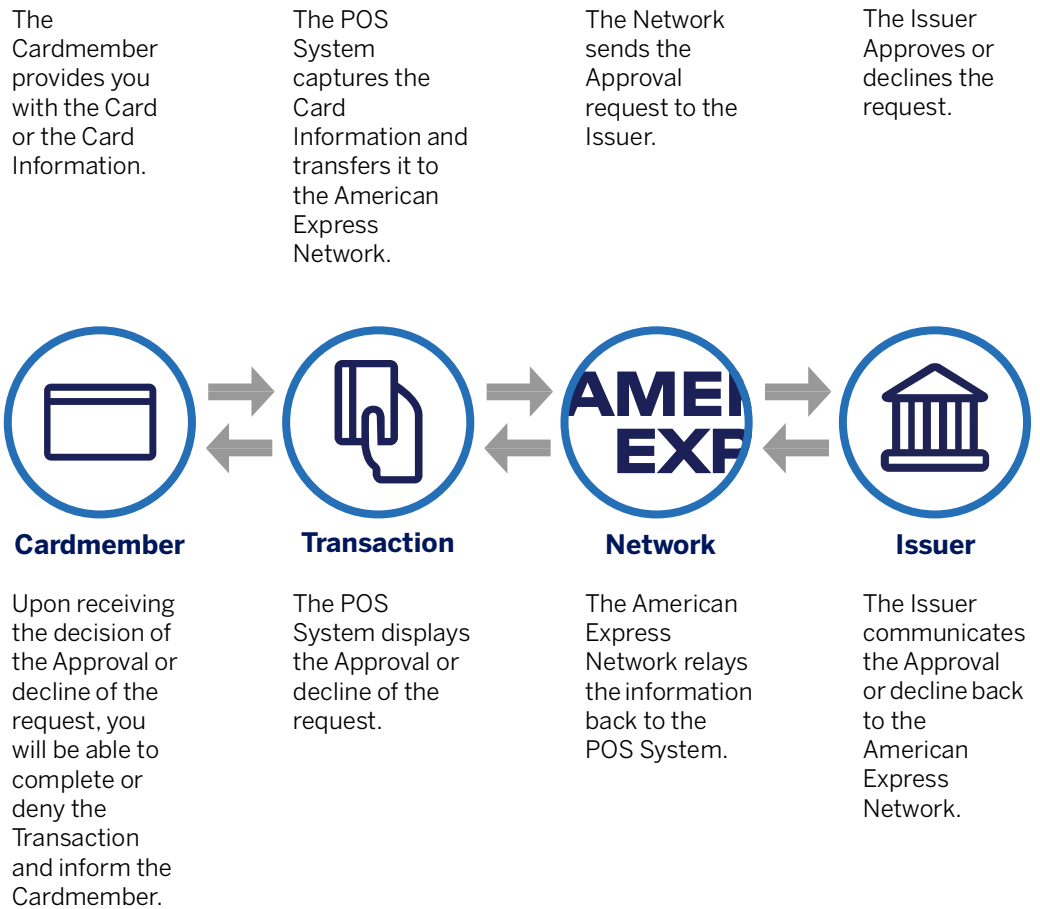 The
Cardmember
provides you
with the Card
or the Card
Information.
The POS
System
captures the
Card
Information and
transfers it to
the American
Express
Network.
The Network
sends the
Approval
request to the
Issuer.
The Issuer
Approves or
declines the
request.
AMEI
EXP
Cardmember
Transaction
Network
Issuer
Upon receiving
the decision of
the Approval or
decline of the
request, you
will be able to
complete or
deny the
Transaction
and inform the
Cardmember.
The POS
System displays
the Approval or
decline of the
request.
The American
Express
Network relays
the information
back to the
POS System.
The Issuer
communicates
the Approval
or decline back
to the
American
Express
Network.